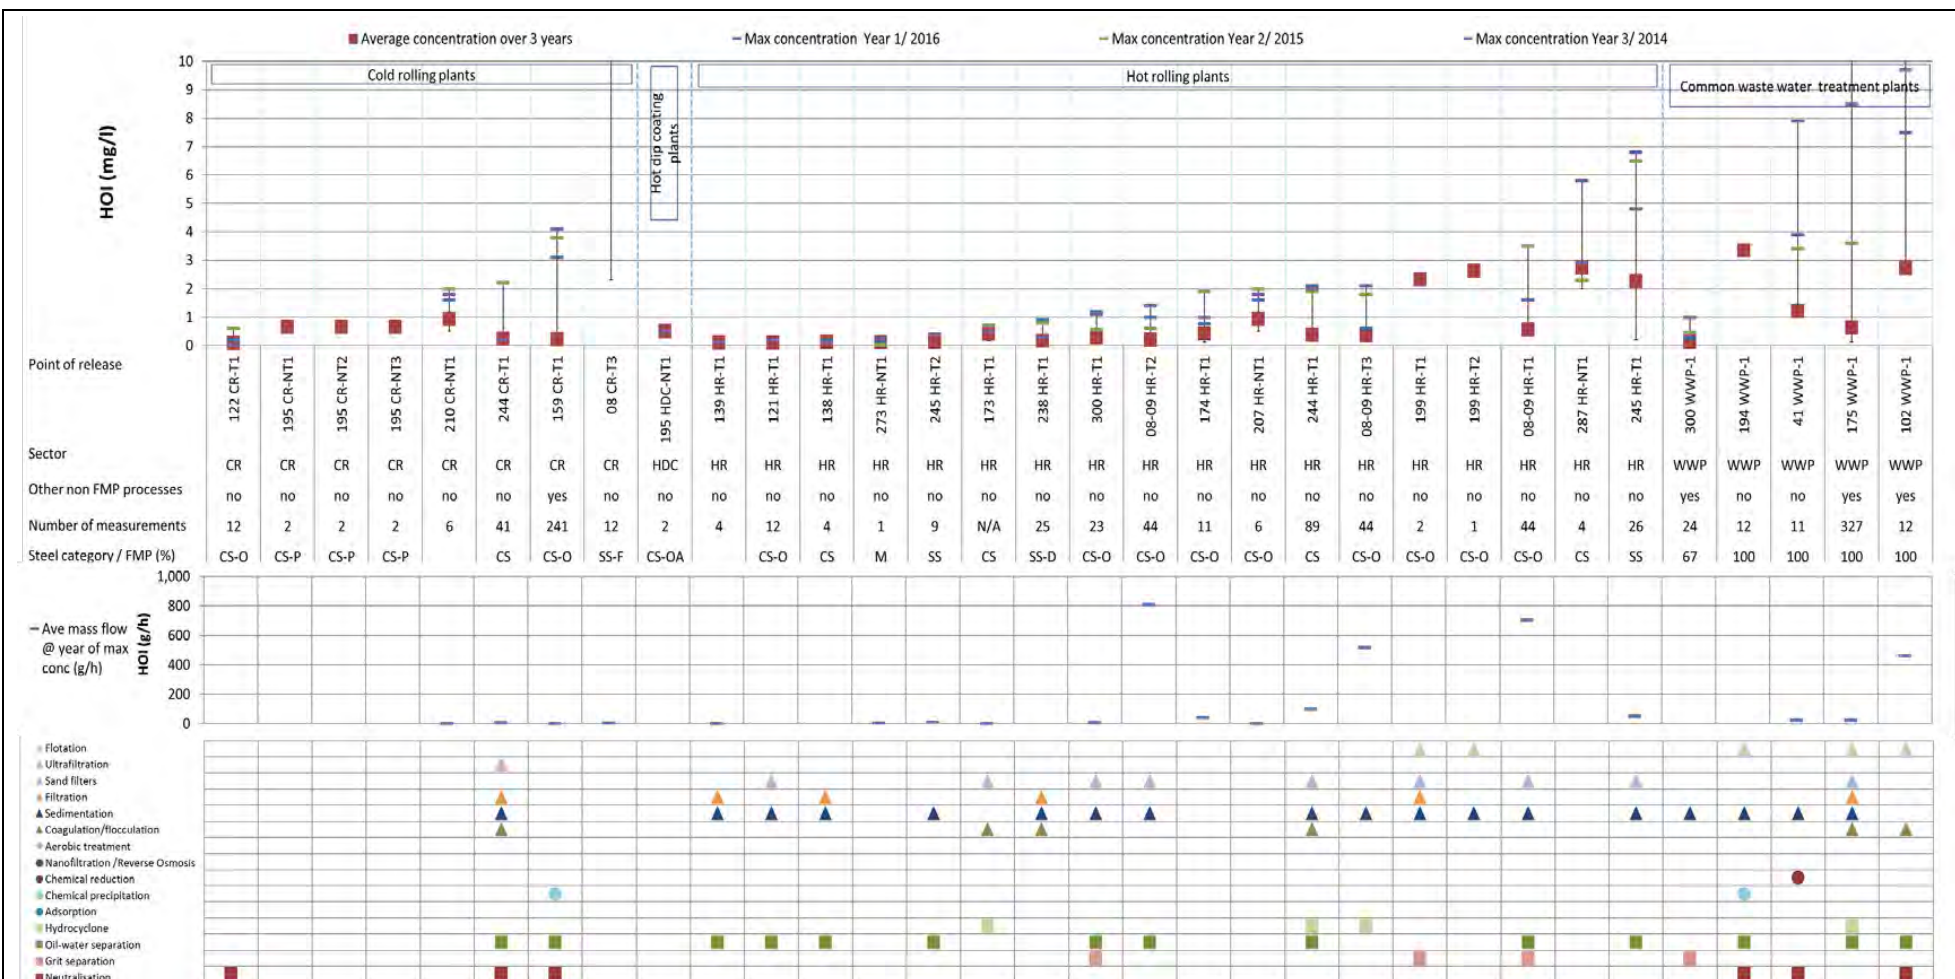 Average concentration over 3 years Max concentration Year 1/ 2016 Max concentration Year 2/ 2015 Max concentration Year 3/ 2014
HOI (mg/l)
10
9
8
7
6
5
4
3
2
1
0
Cold rolling plants
Hot dip coating
plants
Hot rolling plants
Common waste water treatment plants
Point of release 122 CR-T1 195 CR-NT1 195 CR-NT2 195 CR-NT3 210 CR-NT1 244 CR-T1 159 CR-T1 08 CR-T3 195 HDC-NT1 139 HR-T1 121 HR-T1 138 HR-T1 273 HR-NT1 245 HR-T2 173 HR-T1 238 HR-T1 300 HR-T1 08-09 HR-T2 174 HR-T1 207 HR-NT1 244 HR-T1 08-09 HR-T3 199 HR-T1 199 HR-T2 08-09 HR-T1 287 HR-NT1 245 HR-T1 300 WWP-1 194 WWP-1 41 WWP-1 175 WWP-1 102 WWP-1
Sector CR CR CR CR CR CR CR CR HDC HR HR HR HR HR HR HR HR HR HR HR HR HR HR HR HR HR HR WWP WWP WWP WWP WWP
Other non FMP processes no no no no no no yes no no no no no no no no no no no no no no no no no no no no yes no no yes yes
Number of measurements 12 2 2 2 6 41 241 12 2 4 12 4 1 9 N/A 25 23 44 11 6 89 44 2 1 44 4 26 24 12 11 327 12
Steel category / FMP (%) CS-O CS-P CS-P CS-P CS CS-O SS-F CS-OA CS-O CS M SS CS SS-D CS-O CS-O CS-O CS-O CS CS-O CS-O CS-O CS-O CS SS 67 100 100 100 100
Ave mass flow
@ year of max
conc (g/h)
HOI (g/h)
1,000
800
600
400
200
0
Flotation
Ultrafiltration
Sand filters
Filtration
Sedimentation
Coagulation/flocculation
Aerobic treatment
Nanofiltration /Reverse Osmosis
Chemical reduction
Chemical precipitation
Adsorption
Hydrocyclone
Oil-water separation
Grit separation
Neutralisation